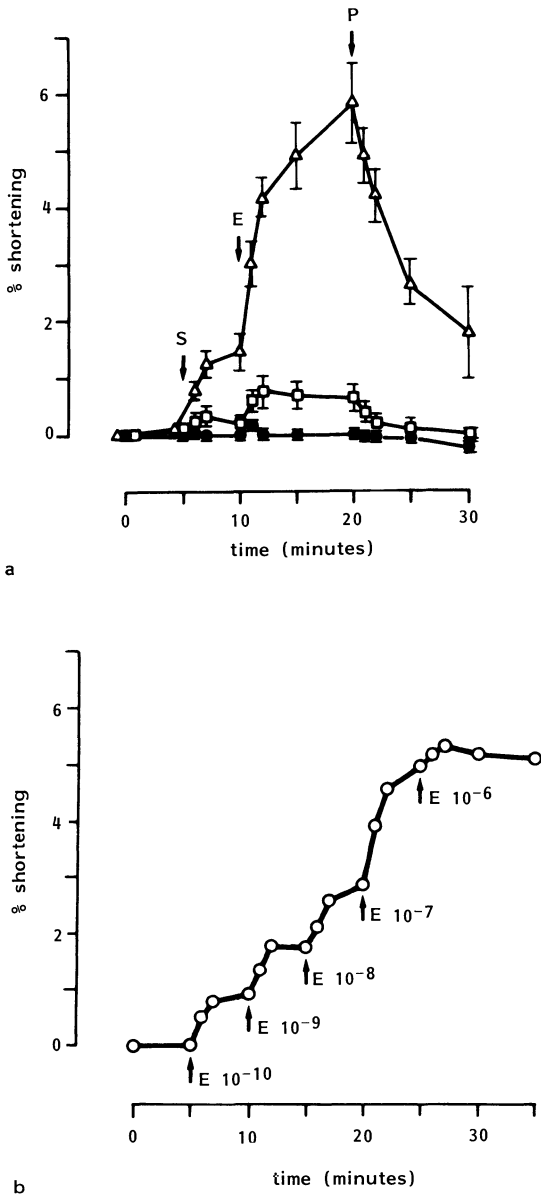 P
6
E
4
% shortening
S
2
0
0 10 20 30
time (minutes)
a
6
E 10⁻⁶
4
% shortening
E 10⁻⁷
2
E 10⁻⁸
E 10⁻⁹
0
E 10⁻¹⁰
0 10 20 30
time (minutes)
b